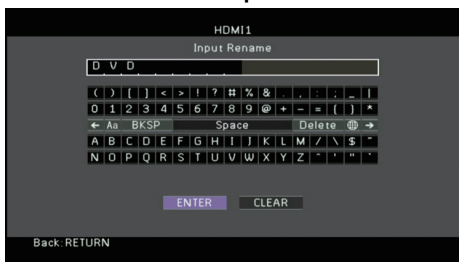 HDMI1
Input Rename
D V D
( ) [ ] < > ! ? # % & . , : ; _ |
0 1 2 3 4 5 6 7 8 9 @ + - = { } *
← Aa BKSP Space Delete →
A B C D E F G H I J K L M / \ $ ~
N O P Q R S T U V W X Y Z ^ ' " `
ENTER CLEAR
Back:RETURN